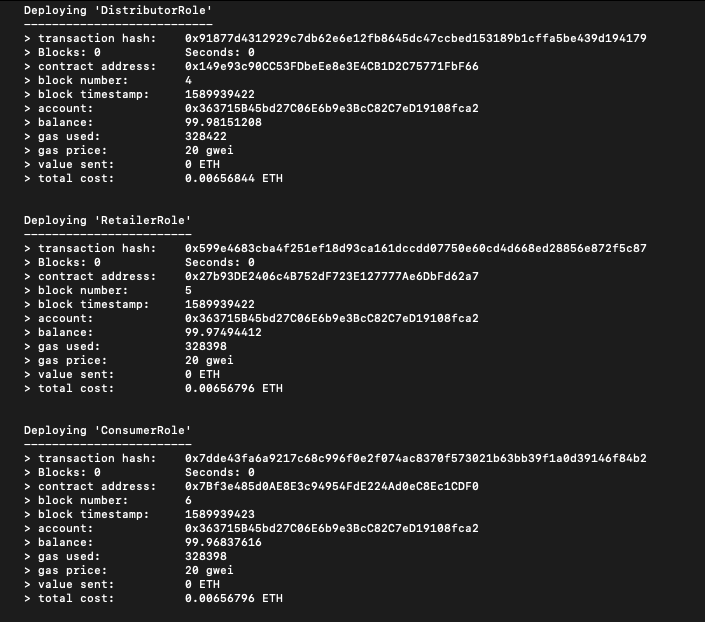 Deploying 'DistributorRole'
---------------------------
> transaction hash:    0x91877d4312929c7db62e6e12fb8645dc47ccbed153189b1cffa5be439d194179
> Blocks: 0            Seconds: 0
> contract address:    0x149e93c90CC53FDbeEe8e3E4CB1D2C75771FbF66
> block number:        4
> block timestamp:     1589939422
> account:             0x363715B45bd27C06E6b9e3BcC82C7eD19108fca2
> balance:             99.98151208
> gas used:            328422
> gas price:           20 gwei
> value sent:          0 ETH
> total cost:          0.00656844 ETH
Deploying 'RetailerRole'
------------------------
> transaction hash:    0x599e4683cba4f251ef18d93ca161dccdd07750e60cd4d668ed28856e872f5c87
> Blocks: 0            Seconds: 0
> contract address:    0x27b93DE2406c4B752dF723E127777Ae6DbFd62a7
> block number:        5
> block timestamp:     1589939422
> account:             0x363715B45bd27C06E6b9e3BcC82C7eD19108fca2
> balance:             99.97494412
> gas used:            328398
> gas price:           20 gwei
> value sent:          0 ETH
> total cost:          0.00656796 ETH
Deploying 'ConsumerRole'
------------------------
> transaction hash:    0x7dde43fa6a9217c68c996f0e2f074ac8370f573021b63bb39f1a0d39146f84b2
> Blocks: 0            Seconds: 0
> contract address:    0x7Bf3e485d0AE8E3c94954FdE224Ad0eC8Ec1CDF0
> block number:        6
> block timestamp:     1589939423
> account:             0x363715B45bd27C06E6b9e3BcC82C7eD19108fca2
> balance:             99.96837616
> gas used:            328398
> gas price:           20 gwei
> value sent:          0 ETH
> total cost:          0.00656796 ETH